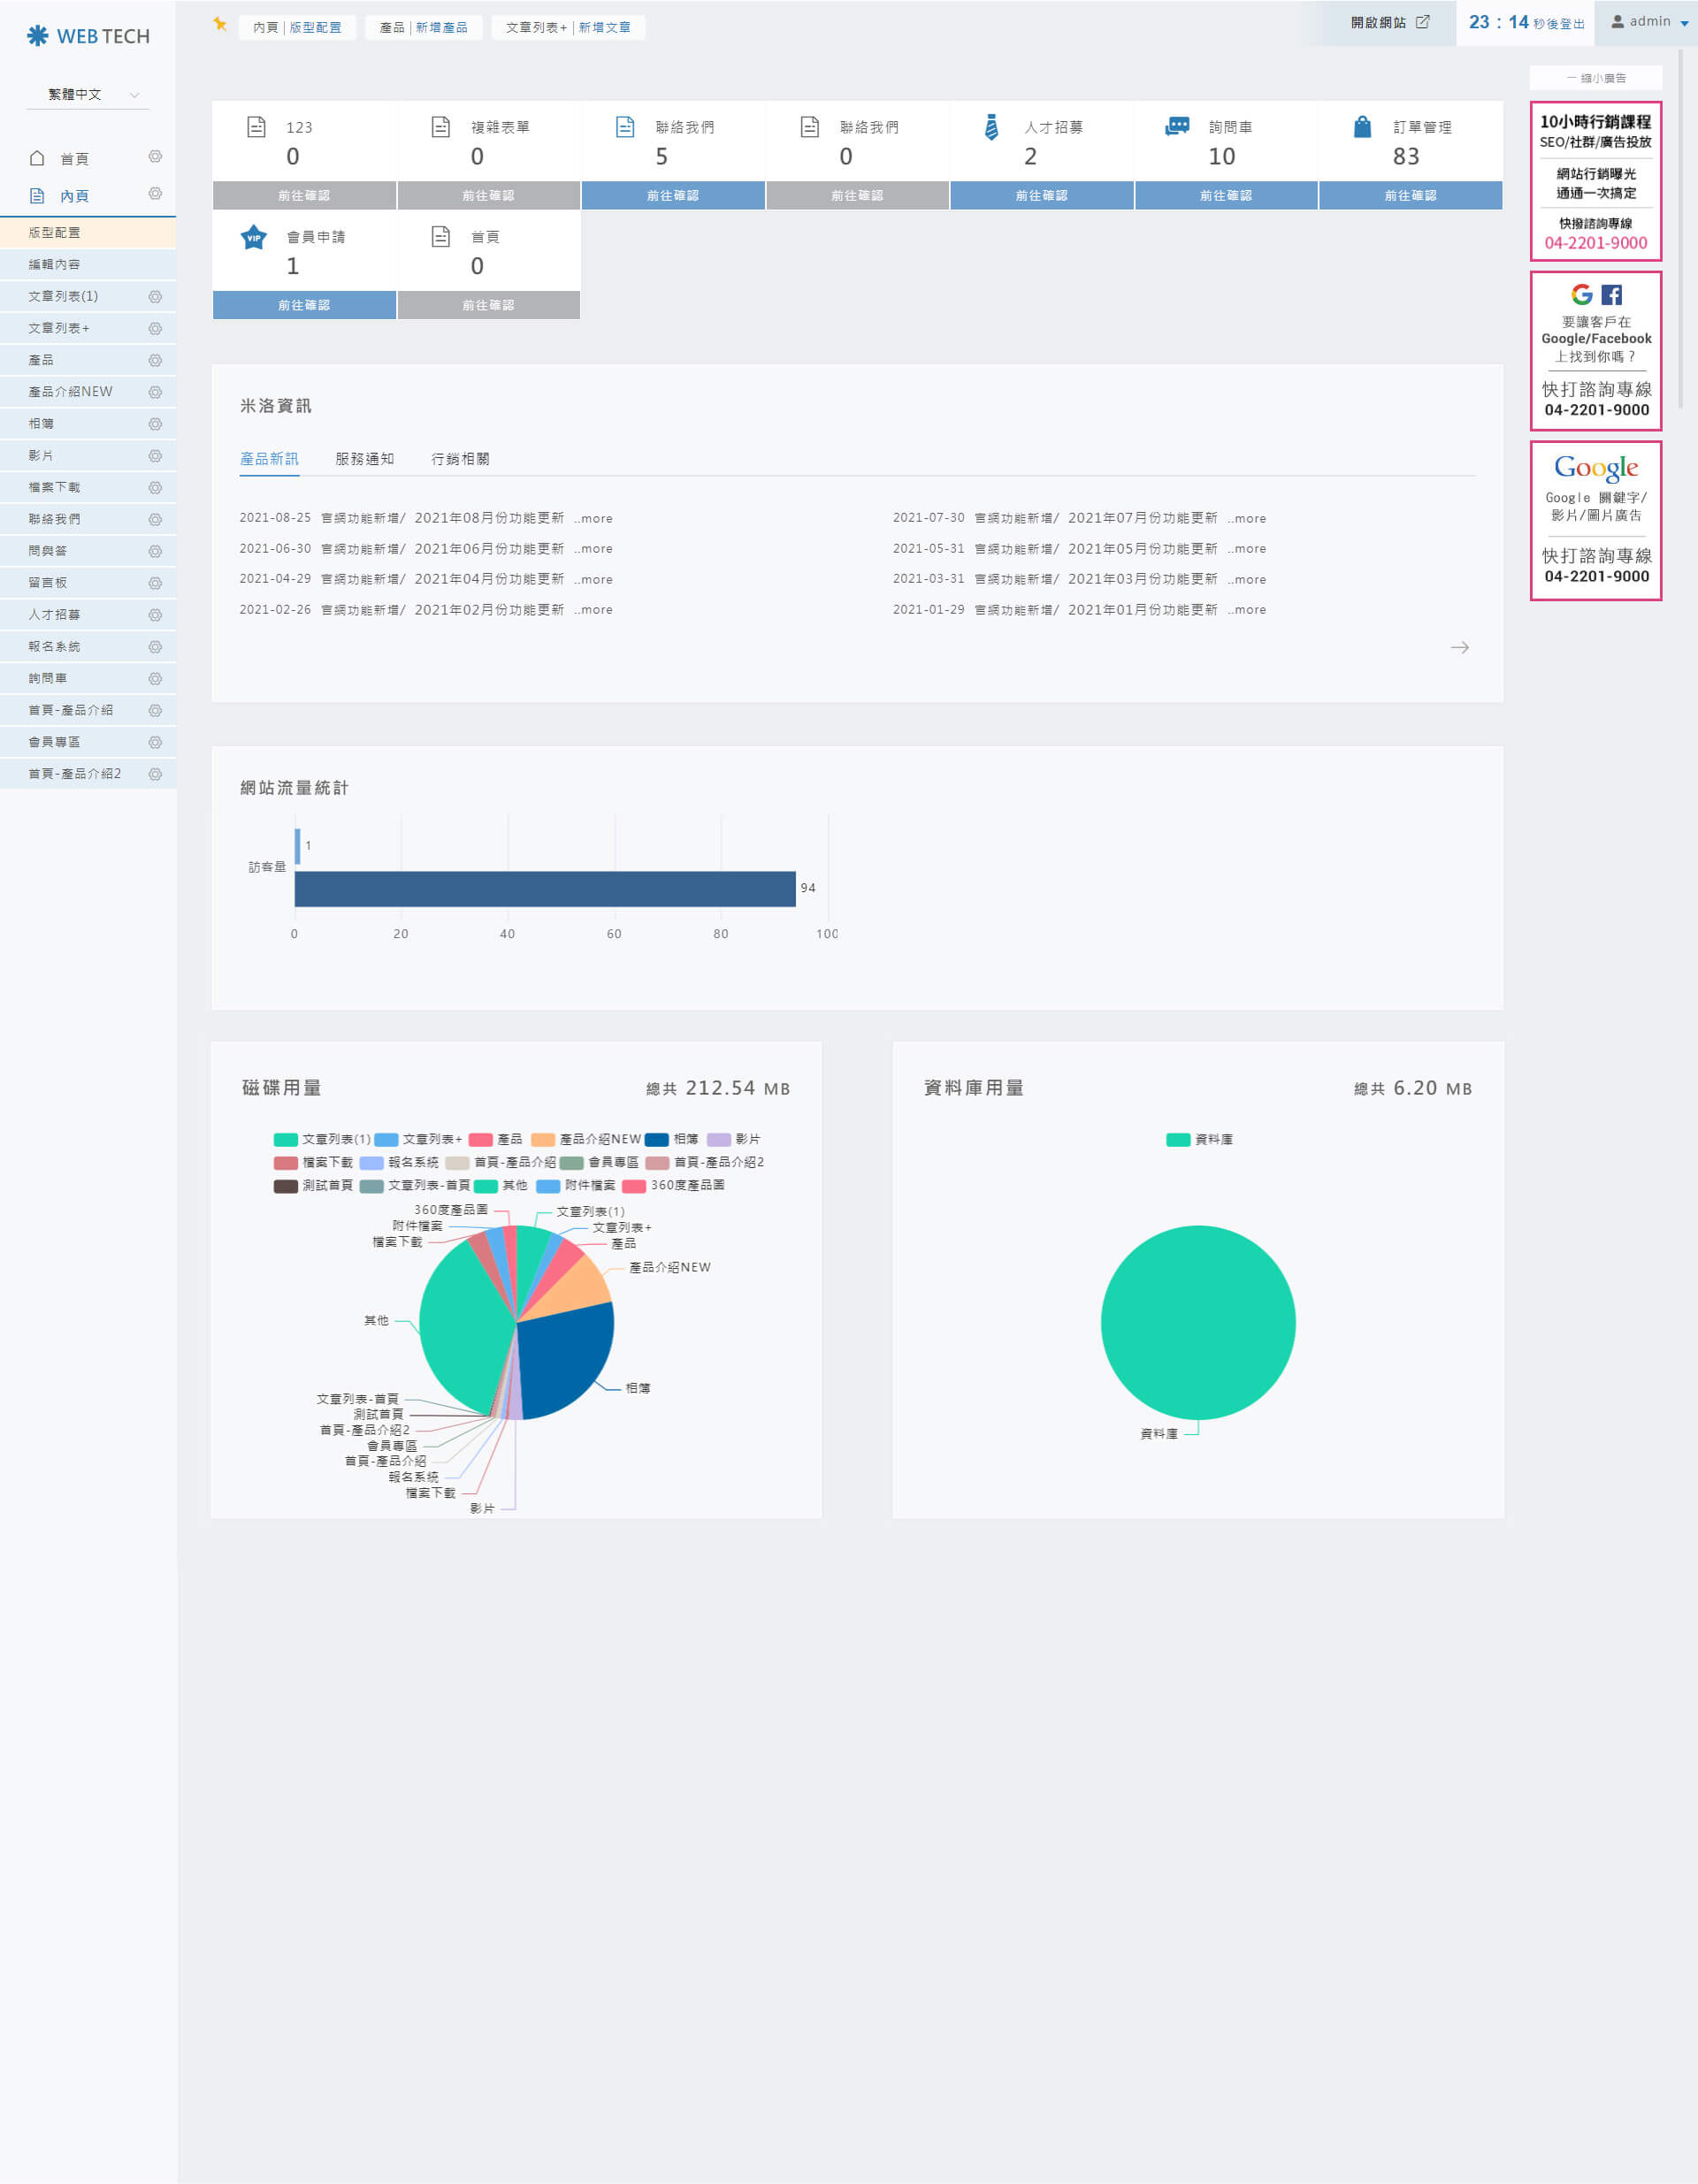 WEB TECH
繁體中文
首頁
內頁
版型配置
編輯內容
文章列表(1)
文章列表+
產品
產品介紹NEW
相簿
影片
檔案下載
聯絡我們
問與答
留言板
人才招募
報名系統
詢問車
首頁-產品介紹
會員專區
首頁-產品介紹2
內頁 | 版型配置
產品 | 新增產品
文章列表+ | 新增文章
開啟網站
23 : 14 秒後登出
admin
123
0
前往確認
複雜表單
0
前往確認
聯絡我們
5
前往確認
聯絡我們
0
前往確認
人才招募
2
前往確認
詢問車
10
前往確認
訂單管理
83
前往確認
VIP
會員申請
1
前往確認
首頁
0
前往確認
米洛資訊
產品新訊 服務通知 行銷相關
2021-08-25 官網功能新增/ 2021年08月份功能更新 ..more
2021-07-30 官網功能新增/ 2021年07月份功能更新 ..more
2021-06-30 官網功能新增/ 2021年06月份功能更新 ..more
2021-05-31 官網功能新增/ 2021年05月份功能更新 ..more
2021-04-29 官網功能新增/ 2021年04月份功能更新 ..more
2021-03-31 官網功能新增/ 2021年03月份功能更新 ..more
2021-02-26 官網功能新增/ 2021年02月份功能更新 ..more
2021-01-29 官網功能新增/ 2021年01月份功能更新 ..more
網站流量統計
1
訪客量
94
0 20 40 60 80 100
磁碟用量
總共 212.54 MB
文章列表(1) 文章列表+ 產品 產品介紹NEW 相簿 影片
檔案下載 報名系統 首頁-產品介紹 會員專區 首頁-產品介紹2
測試首頁 文章列表-首頁 其他 附件檔案 360度產品圖
360度產品圖
文章列表(1)
附件檔案
文章列表+
檔案下載
產品
產品介紹NEW
其他
相簿
文章列表-首頁
測試首頁
首頁-產品介紹2
會員專區
首頁-產品介紹
報名系統
檔案下載
影片
資料庫用量
總共 6.20 MB
資料庫
資料庫
一 縮小廣告
10小時行銷課程
SEO/社群/廣告投放
網站行銷曝光
通通一次搞定
快撥諮詢專線
04-2201-9000
要讓客戶在
Google/Facebook
上找到你嗎？
快打諮詢專線
04-2201-9000
Google
Google 關鍵字/
影片/圖片廣告
快打諮詢專線
04-2201-9000